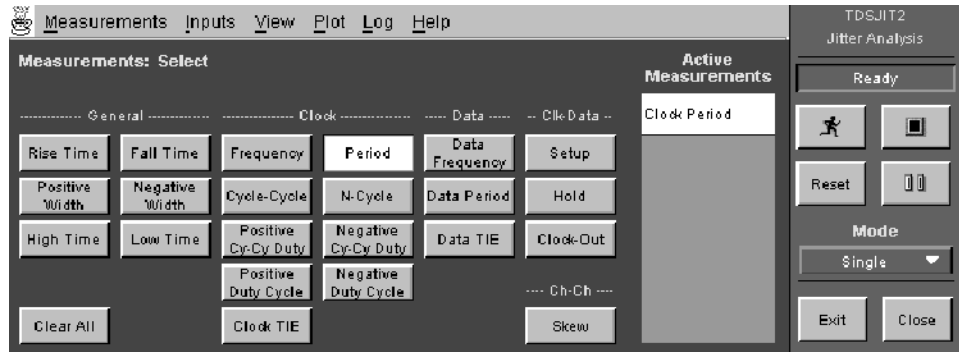 Measurements Inputs View Plot Log Help
TDSJIT2
Jitter Analysis
Measurements: Select
Active
Measurements
Ready
General
Clock
Data
Clk-Data
Clock Period
Rise Time
Fall Time
Frequency
Period
Data
Frequency
Setup
Positive
Width
Negative
Width
Cycle-Cycle
N-Cycle
Data Period
Hold
Reset
High Time
Low Time
Positive
Cy-Cy Duty
Negative
Cy-Cy Duty
Data TIE
Clock-Out
Mode
Single
Positive
Duty Cycle
Negative
Duty Cycle
Ch-Ch
Clear All
Clock TIE
Skew
Exit
Close